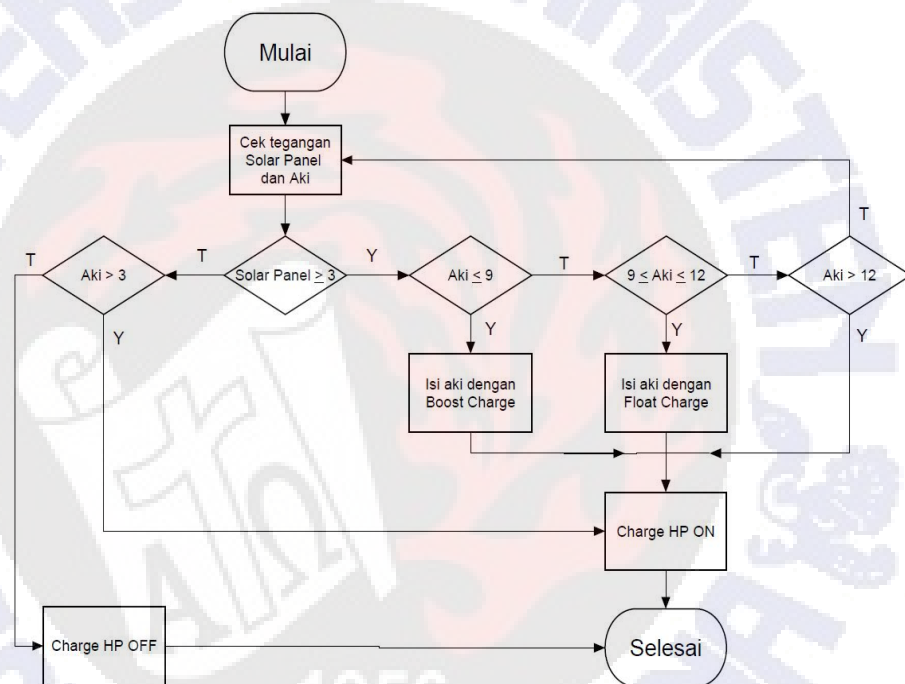 Mulai
Cek tegangan
Solar Panel
dan Aki
T
T
Aki > 3
T
Solar Panel ≥ 3
Y
Aki ≤ 9
T
9 ≤ Aki ≤ 12
T
Aki > 12
Y
Y
Y
Y
Isi aki dengan
Boost Charge
Isi aki dengan
Float Charge
Charge HP ON
Charge HP OFF
Selesai